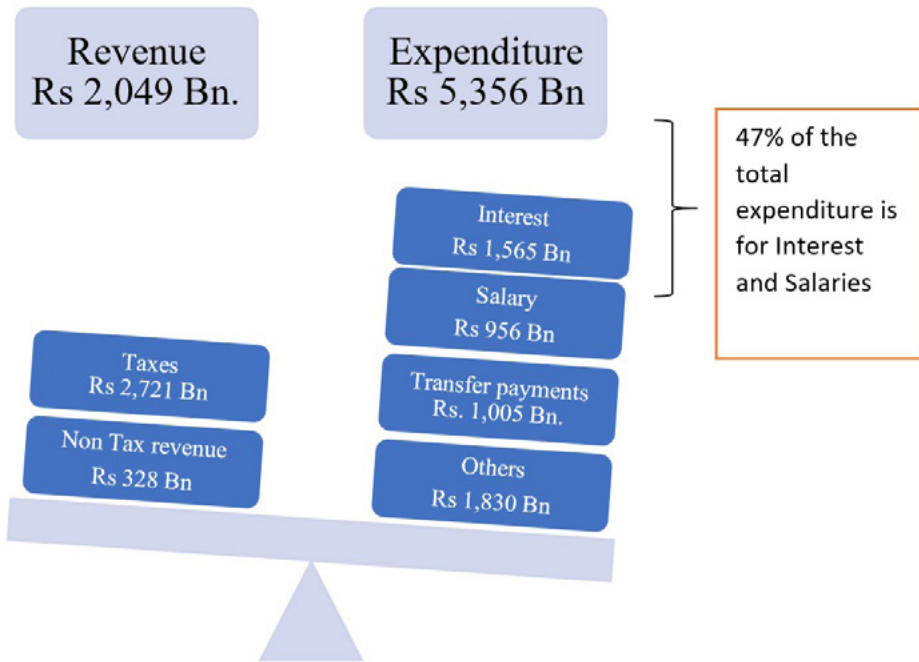 Revenue
Rs 2,049 Bn.
Expenditure
Rs 5,356 Bn
47% of the
total
expenditure is
for Interest
and Salaries
Interest
Rs 1,565 Bn
Salary
Rs 956 Bn
Taxes
Rs 2,721 Bn
Transfer payments
Rs. 1,005 Bn.
Non Tax revenue
Rs 328 Bn
Others
Rs 1,830 Bn